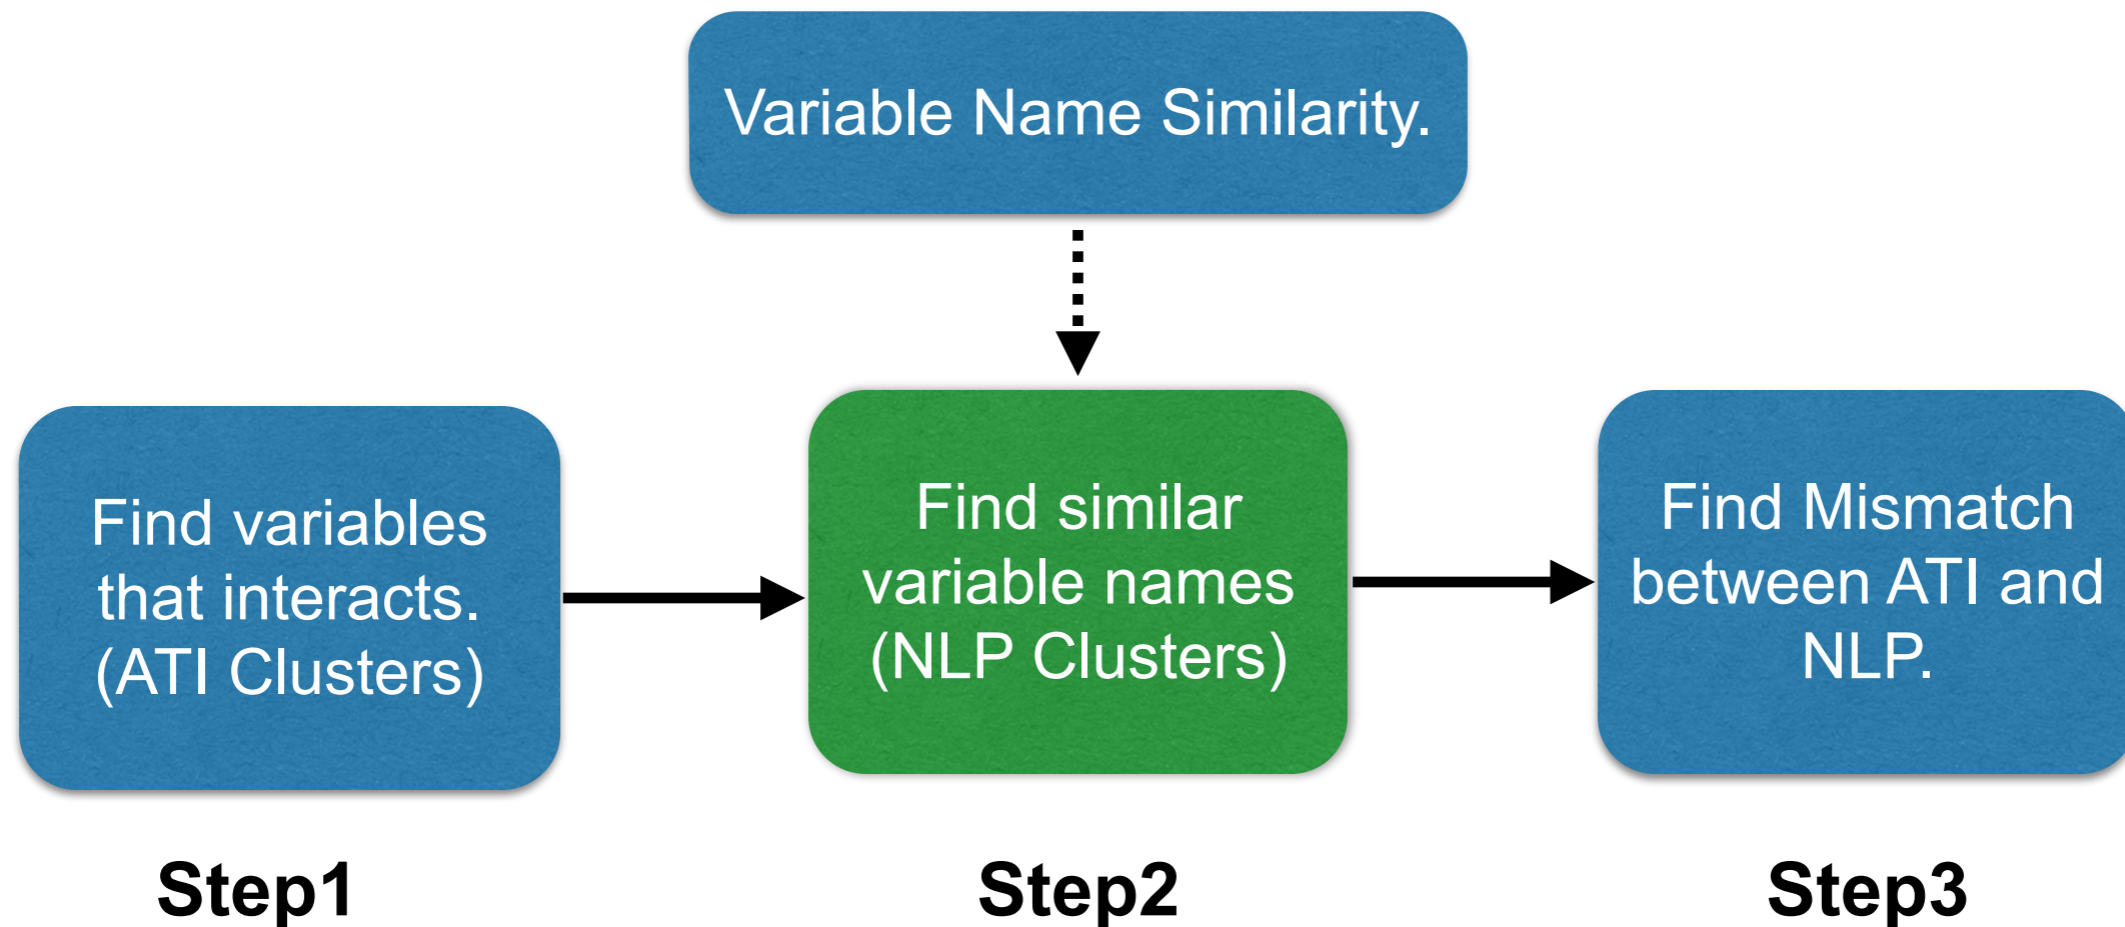 Variable Name Similarity.
Find variables
that interacts.
(ATI Clusters)
Find similar
variable names
(NLP Clusters)
Find Mismatch
between ATI and
NLP.
Step1
Step2
Step3